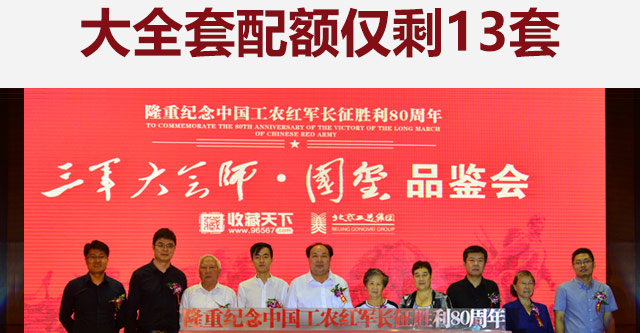 大全套配额仅剩13套
隆重纪念中国工农红军长征胜利80周年
TO COMMEMORATE THE 80TH ANNIVERSARY OF THE VICTORY OF THE LONG MARCH
OF CHINESE RED ARMY
三军大会师·國玺 品鉴会
藏 收藏天下
www.96567.com
北京工美集团
BEIJING GONGMEI GROUP
隆重纪念中国工农红军长征胜利80周年